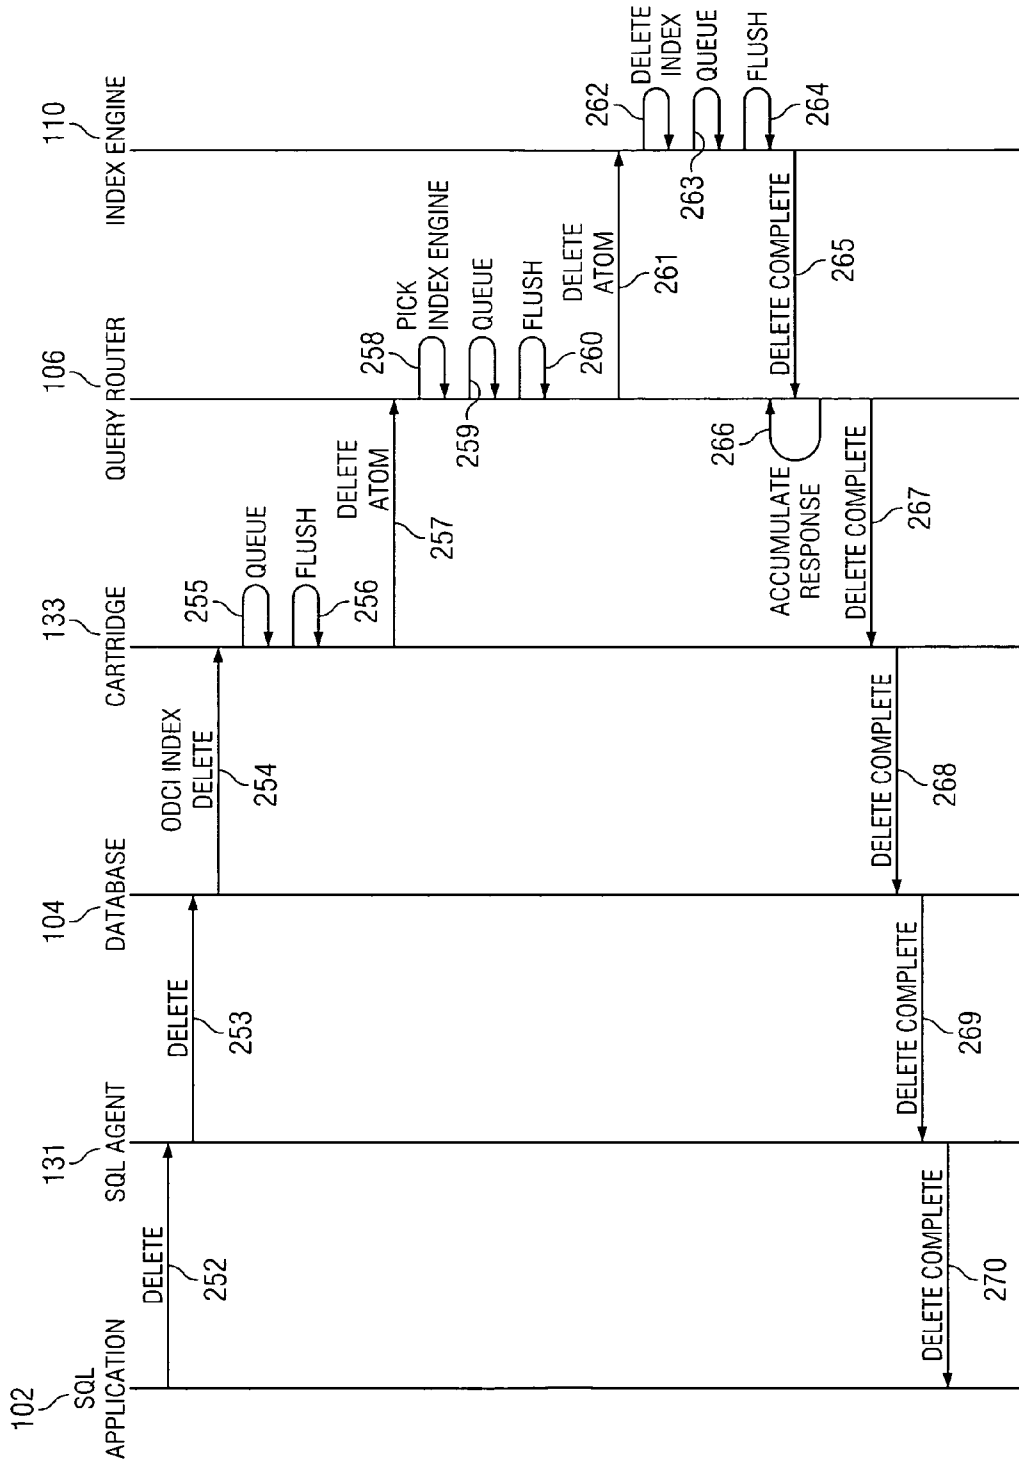 102
SQL
APPLICATION
131
SQL AGENT
104
DATABASE
133
CARTRIDGE
106
QUERY ROUTER
110
INDEX ENGINE
DELETE
252
DELETE
253
ODCI INDEX
DELETE
254
255
QUEUE
FLUSH
256
DELETE
ATOM
257
258
PICK
INDEX ENGINE
QUEUE
259
FLUSH
260
DELETE
ATOM
261
262
DELETE
INDEX
QUEUE
263
FLUSH
264
DELETE COMPLETE
265
266
ACCUMULATE
RESPONSE
DELETE COMPLETE
267
DELETE COMPLETE
268
DELETE COMPLETE
269
DELETE COMPLETE
270